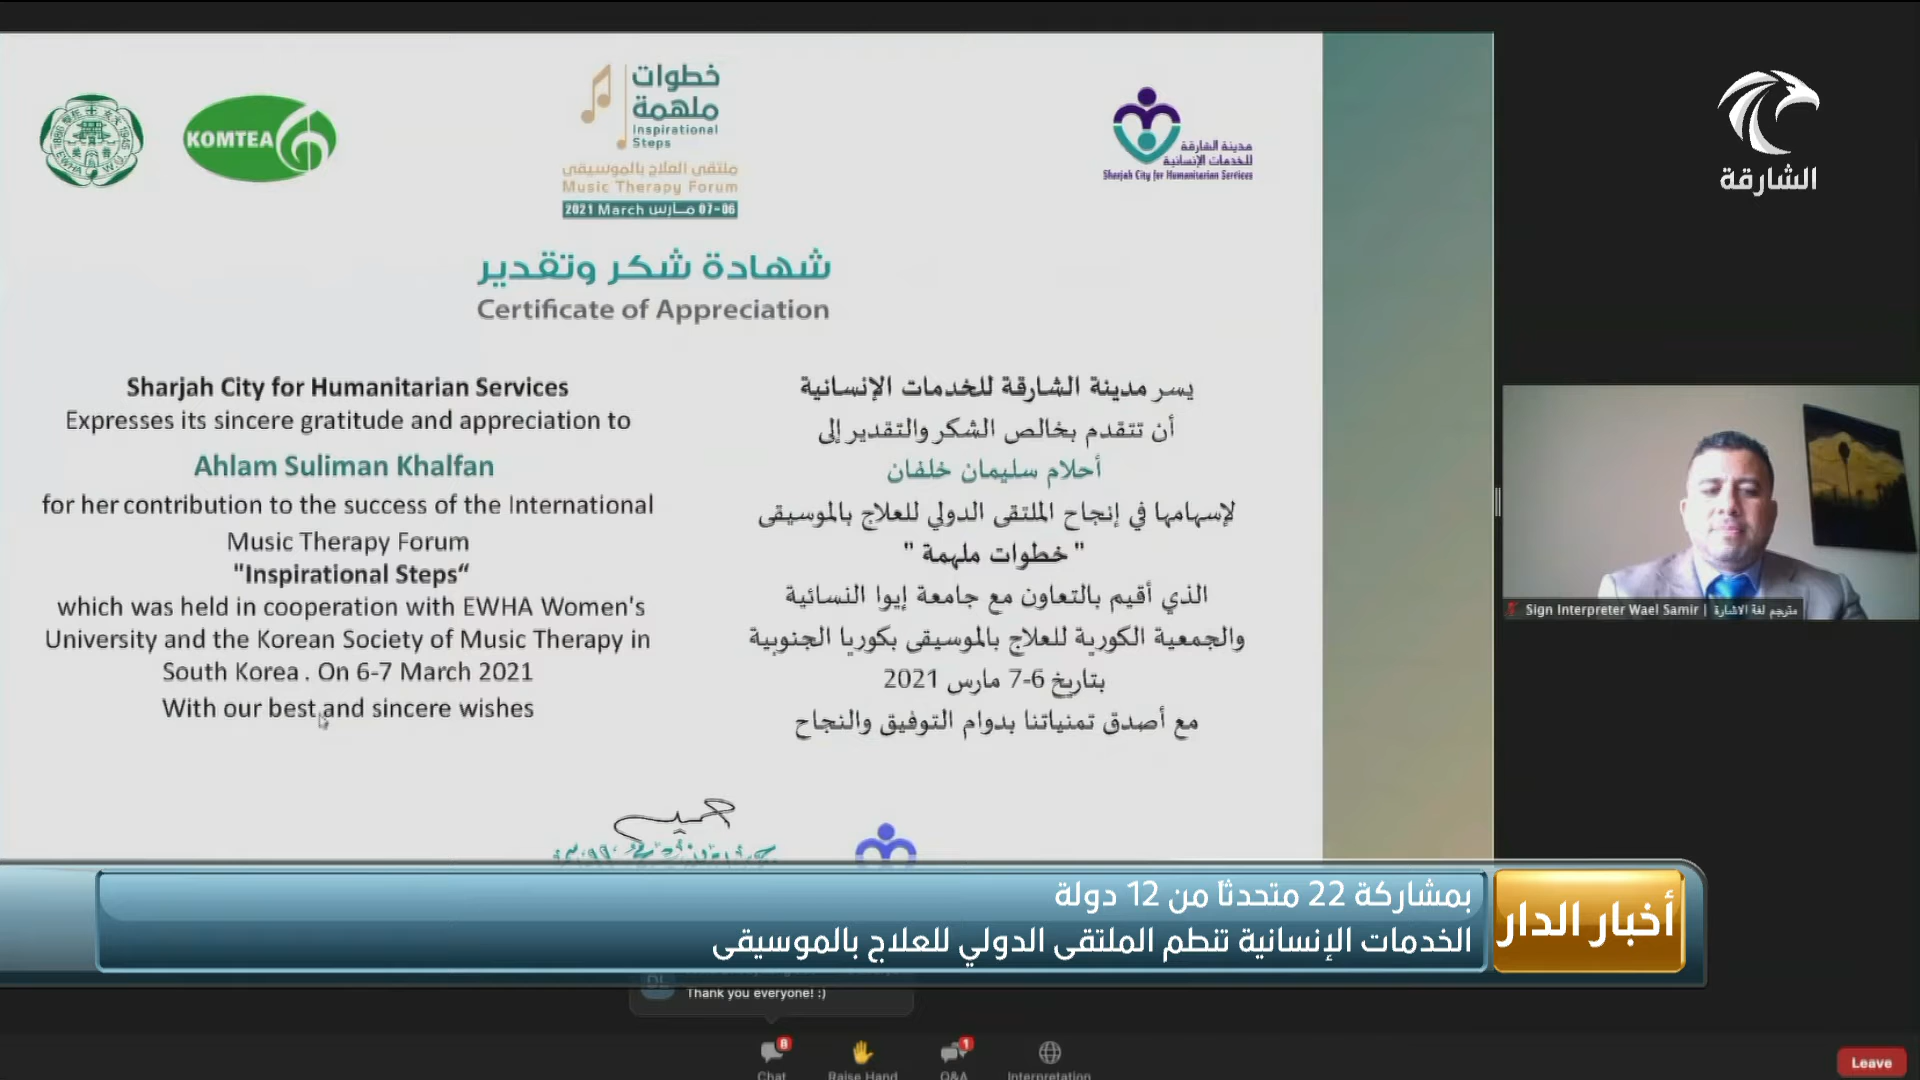 KOMTEA
خطوات
ملهمة
Inspirational
Steps
ملتقى العلاج بالموسيقى
Music Therapy Forum
2021 March مارس 07-06
مدينة الشارقة
للخدمات الإنسانية
Sharjah City for Humanitarian Services
الشارقة
شهادة شكر وتقدير
Certificate of Appreciation
Sharjah City for Humanitarian Services
Expresses its sincere gratitude and appreciation to
Ahlam Suliman Khalfan
for her contribution to the success of the International
Music Therapy Forum
"Inspirational Steps“
which was held in cooperation with EWHA Women's
University and the Korean Society of Music Therapy in
South Korea . On 6-7 March 2021
With our best and sincere wishes
يسر مدينة الشارقة للخدمات الإنسانية
أن تتقدم بخالص الشكر والتقدير إلى
أحلام سليمان خلفان
لإسهامها في إنجاح الملتقى الدولي للعلاج بالموسيقى
" خطوات ملهمة "
الذي أقيم بالتعاون مع جامعة إيوا النسائية
والجمعية الكورية للعلاج بالموسيقى بكوريا الجنوبية
بتاريخ 6-7 مارس 2021
مع أصدق تمنياتنا بدوام التوفيق والنجاح
Sign Interpreter Wael Samir | مترجم لغة الاشارة
أخبار الدار
بمشاركة 22 متحدثاً من 12 دولة
الخدمات الإنسانية تنظم الملتقى الدولي للعلاج بالموسيقى
DL
Thank you everyone! :)
8
1
Chat
Raise Hand
Q&A
Interpretation
Leave